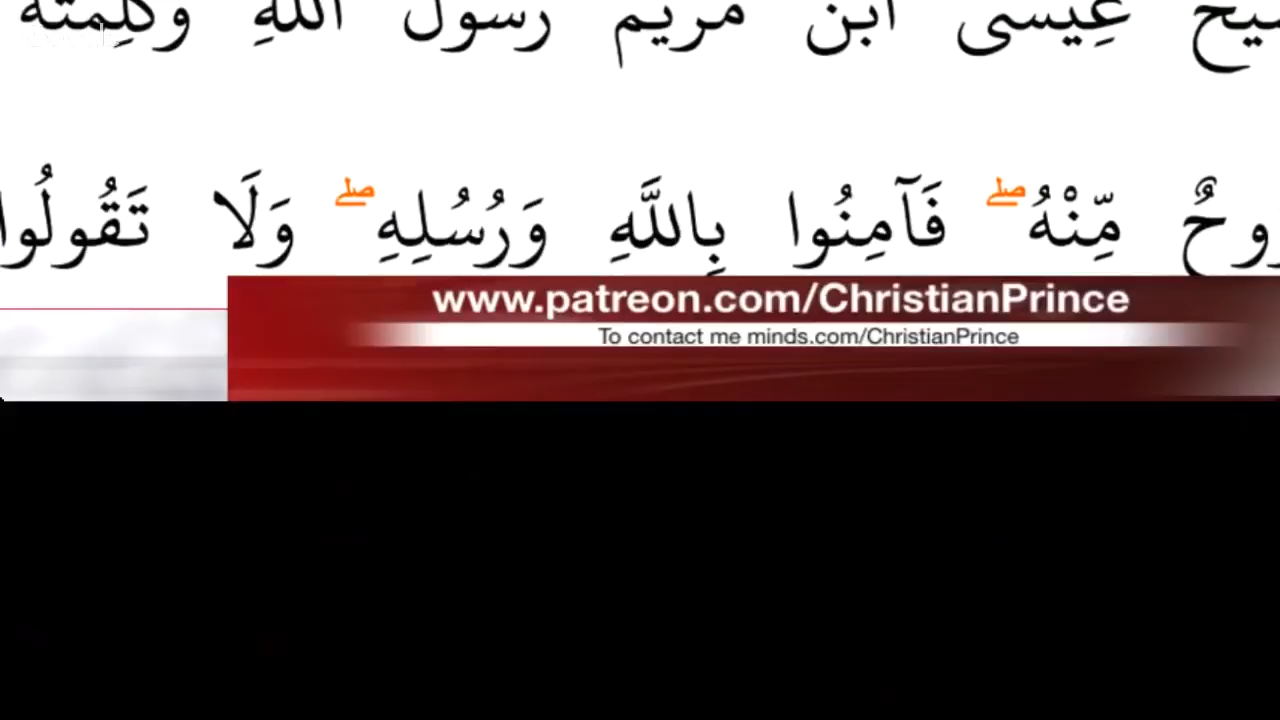 عِيسَى ابْنُ مَرْيَمَ رَسُولُ اللَّهِ وَكَلِمَتُهُ
مِّنْهُ ۖ فَآمِنُوا بِاللَّهِ وَرُسُلِهِ ۖ وَلَا تَقُولُوا
www.patreon.com/ChristianPrince
To contact me minds.com/ChristianPrince